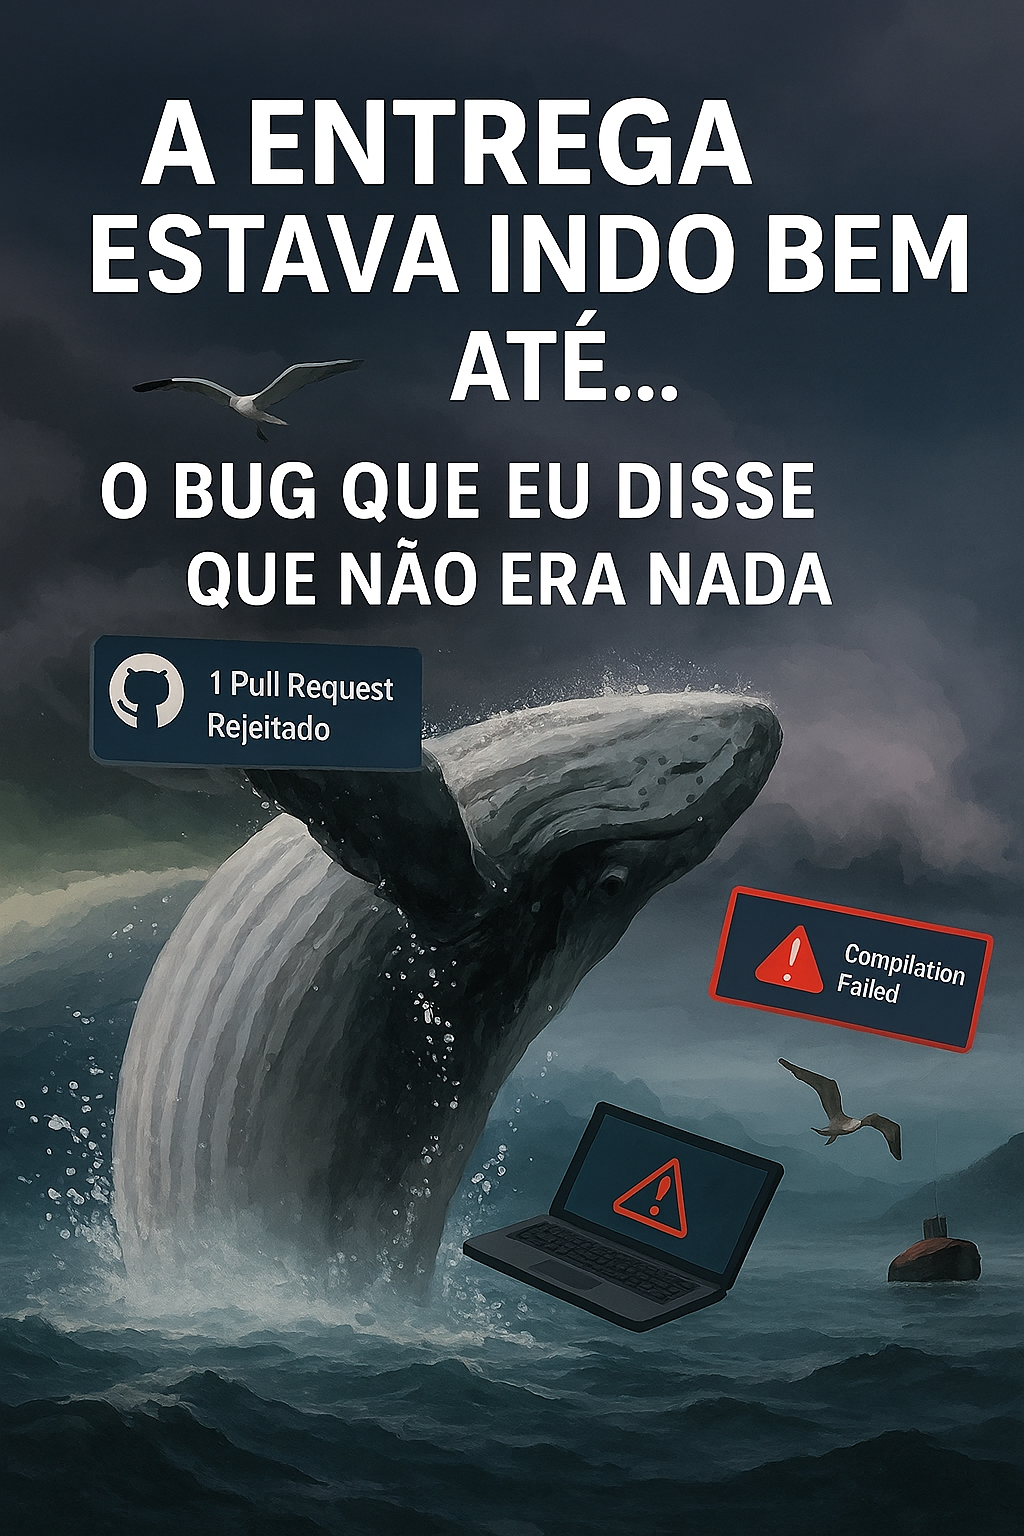 A ENTREGA
ESTAVA INDO BEM
ATÉ...
O BUG QUE EU DISSE
QUE NÃO ERA NADA
1 Pull Request
Rejeitado
Compilation
Failed